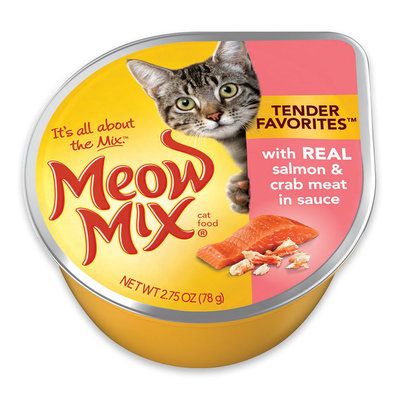 It's all about
the Mix™
Meow
Mix
cat
food
®
NET WT 2.75 OZ (78 g)
TENDER
FAVORITES™
with REAL
salmon &
crab meat
in sauce